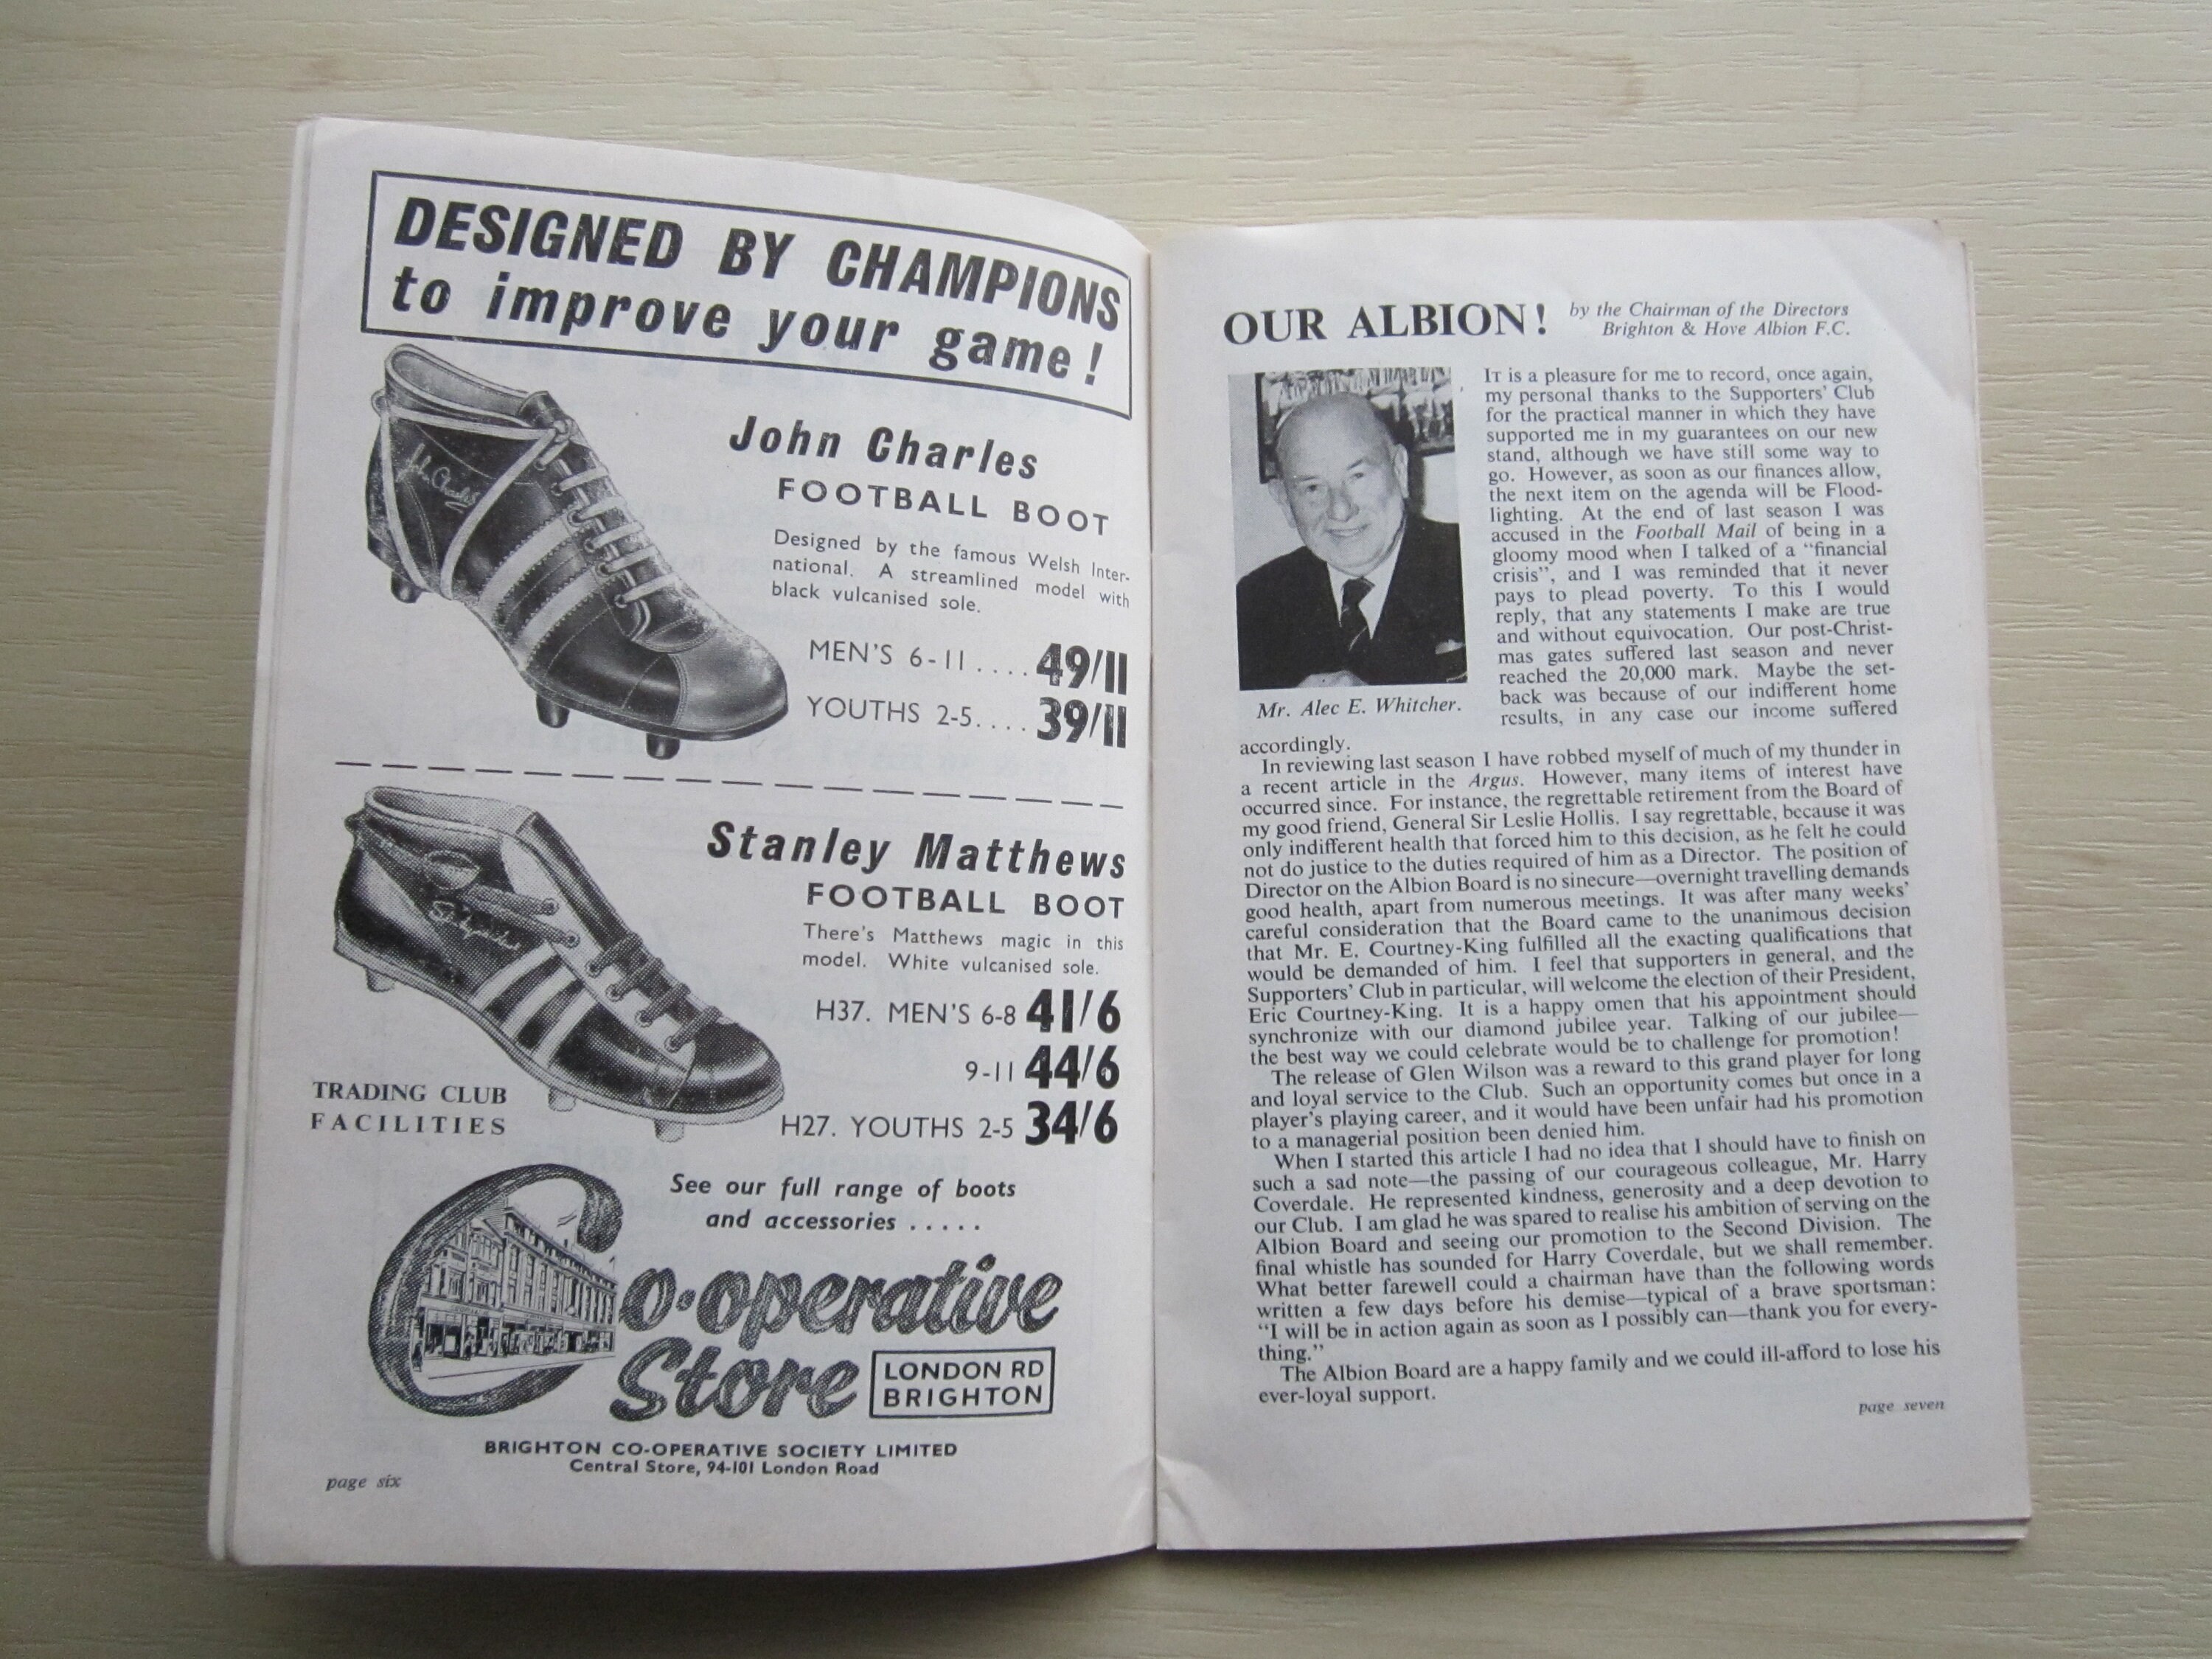 DESIGNED BY CHAMPIONS
to improve your game!
John Charles
FOOTBALL BOOT
Designed by the famous Welsh Inter-
national. A streamlined model with
black vulcanised sole.
MEN'S 6-11.... 49/11
YOUTHS 2-5.... 39/11
John Charles
Stanley Matthews
FOOTBALL BOOT
There's Matthews magic in this
model. White vulcanised sole.
H37. MEN'S 6-8 41/6
9-11 44/6
H27. YOUTHS 2-5 34/6
TRADING CLUB
FACILITIES
See our full range of boots
and accessories .....
Co-operative
Store
LONDON RD
BRIGHTON
BRIGHTON CO-OPERATIVE SOCIETY LIMITED
Central Store, 94-101 London Road
page six
OUR ALBION!
by the Chairman of the Directors
Brighton & Hove Albion F.C.
IT is a pleasure for me to record, once again,
my personal thanks to the Supporters' Club
for the practical manner in which they have
supported me in my guarantees on our new
stand, although we have still some way to
go. However, as soon as our finances allow,
the next item on the agenda will be Flood-
lighting. At the end of last season I was
accused in the Football Mail of being in a
gloomy mood when I talked of a "financial
crisis", and I was reminded that it never
pays to plead poverty. To this I would
reply, that any statements I make are true
and without equivocation. Our post-Christ-
mas gates suffered last season and never
reached the 20,000 mark. Maybe the set-
back was because of our indifferent home
results, in any case our income suffered
Mr. Alec E. Whitcher.
accordingly.
In reviewing last season I have robbed myself of much of my thunder in
a recent article in the Argus. However, many items of interest have
occurred since. For instance, the regrettable retirement from the Board of
my good friend, General Sir Leslie Hollis. I say regrettable, because it was
only indifferent health that forced him to this decision, as he felt he could
not do justice to the duties required of him as a Director. The position of
Director on the Albion Board is no sinecure—overnight travelling demands
good health, apart from numerous meetings. It was after many weeks'
careful consideration that the Board came to the unanimous decision
that Mr. E. Courtney-King fulfilled all the exacting qualifications that
would be demanded of him. I feel that supporters in general, and the
Supporters' Club in particular, will welcome the election of their President,
Eric Courtney-King. It is a happy omen that his appointment should
synchronize with our diamond jubilee year. Talking of our jubilee—
the best way we could celebrate would be to challenge for promotion!
The release of Glen Wilson was a reward to this grand player for long
and loyal service to the Club. Such an opportunity comes but once in a
player's playing career, and it would have been unfair had his promotion
to a managerial position been denied him.
When I started this article I had no idea that I should have to finish on
such a sad note—the passing of our courageous colleague, Mr. Harry
Coverdale. He represented kindness, generosity and a deep devotion to
our Club. I am glad he was spared to realise his ambition of serving on the
Albion Board and seeing our promotion to the Second Division. The
final whistle has sounded for Harry Coverdale, but we shall remember.
What better farewell could a chairman have than the following words
written a few days before his demise—typical of a brave sportsman:
"I will be in action again as soon as I possibly can—thank you for every-
thing."
The Albion Board are a happy family and we could ill-afford to lose his
ever-loyal support.
page seven